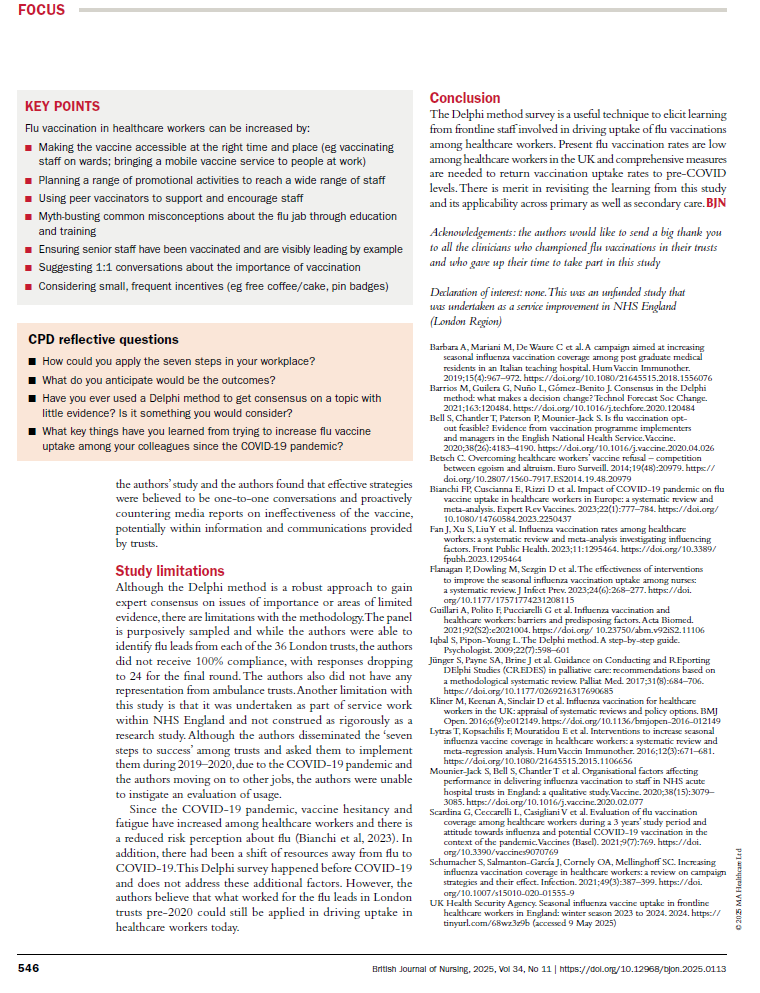 FOCUS
KEY POINTS
Flu vaccination in healthcare workers can be increased by:
■ Making the vaccine accessible at the right time and place (eg vaccinating
staff on wards; bringing a mobile vaccine service to people at work)
■ Planning a range of promotional activities to reach a wide range of staff
■ Using peer vaccinators to support and encourage staff
■ Myth-busting common misconceptions about the flu jab through education
and training
■ Ensuring senior staff have been vaccinated and are visibly leading by example
■ Suggesting 1:1 conversations about the importance of vaccination
■ Considering small, frequent incentives (eg free coffee/cake, pin badges)
CPD reflective questions
■ How could you apply the seven steps in your workplace?
■ What do you anticipate would be the outcomes?
■ Have you ever used a Delphi method to get consensus on a topic with
little evidence? Is it something you would consider?
■ What key things have you learned from trying to increase flu vaccine
uptake among your colleagues since the COVID-19 pandemic?
the authors' study and the authors found that effective strategies
were believed to be one-to-one conversations and proactively
countering media reports on ineffectiveness of the vaccine,
potentially within information and communications provided
by trusts.
Study limitations
Although the Delphi method is a robust approach to gain
expert consensus on issues of importance or areas of limited
evidence, there are limitations with the methodology. The panel
is purposively sampled and while the authors were able to
identify flu leads from each of the 36 London trusts, the authors
did not receive 100% compliance, with responses dropping
to 24 for the final round. The authors also did not have any
representation from ambulance trusts. Another limitation with
this study is that it was undertaken as part of service work
within NHS England and not construed as rigorously as a
research study. Although the authors disseminated the 'seven
steps to success' among trusts and asked them to implement
them during 2019–2020, due to the COVID-19 pandemic and
the authors moving on to other jobs, the authors were unable
to instigate an evaluation of usage.
Since the COVID-19 pandemic, vaccine hesitancy and
fatigue have increased among healthcare workers and there is
a reduced risk perception about flu (Bianchi et al, 2023). In
addition, there had been a shift of resources away from flu to
COVID-19. This Delphi survey happened before COVID-19
and does not address these additional factors. However, the
authors believe that what worked for the flu leads in London
trusts pre-2020 could still be applied in driving uptake in
healthcare workers today.
Conclusion
The Delphi method survey is a useful technique to elicit learning
from frontline staff involved in driving uptake of flu vaccinations
among healthcare workers. Present flu vaccination rates are low
among healthcare workers in the UK and comprehensive measures
are needed to return vaccination uptake rates to pre-COVID
levels. There is merit in revisiting the learning from this study
and its applicability across primary as well as secondary care. BJN
Acknowledgements: the authors would like to send a big thank you
to all the clinicians who championed flu vaccinations in their trusts
and who gave up their time to take part in this study
Declaration of interest: none. This was an unfunded study that
was undertaken as a service improvement in NHS England
(London Region)
Barbara A, Mariani M, De Waure C et al. A campaign aimed at increasing
seasonal influenza vaccination coverage among post graduate medical
residents in an Italian teaching hospital. Hum Vaccin Immunother.
2019;15(4):967–972. https://doi.org/10.1080/21645515.2018.1556076
Barrios M, Guilera G, Nuño L, Gómez-Benito J. Consensus in the Delphi
method: what makes a decision change? Technol Forecast Soc Change.
2021;163:120484. https://doi.org/10.1016/j.techfore.2020.120484
Bell S, Chantler T, Paterson P, Mounier-Jack S. Is flu vaccination opt-
out feasible? Evidence from vaccination programme implementers
and managers in the English National Health Service. Vaccine.
2020;38(26):4183–4190. https://doi.org/10.1016/j.vaccine.2020.04.026
Betsch C. Overcoming healthcare workers' vaccine refusal – competition
between egoism and altruism. Euro Surveill. 2014;19(48):20979. https://
doi.org/10.2807/1560-7917.ES2014.19.48.20979
Bianchi FP, Cuscianna E, Rizzi D et al. Impact of COVID-19 pandemic on flu
vaccine uptake in healthcare workers in Europe: a systematic review and
meta-analysis. Expert Rev Vaccines. 2023;22(1):777–784. https://doi.org/
10.1080/14760584.2023.2250437
Fan J, Xu S, Liu Y et al. Influenza vaccination rates among healthcare
workers: a systematic review and meta-analysis investigating influencing
factors. Front Public Health. 2023;11:1295464. https://doi.org/10.3389/
fpubh.2023.1295464
Flanagan P, Dowling M, Sezgin D et al. The effectiveness of interventions
to improve the seasonal influenza vaccination uptake among nurses:
a systematic review. J Infect Prev. 2023;24(6):268–277. https://doi.
org/10.1177/17571774231208115
Guillari A, Polito F, Pucciarelli G et al. Influenza vaccination and
healthcare workers: barriers and predisposing factors. Acta Biomed.
2021;92(S2):e2021004. https://doi.org/ 10.23750/abm.v92iS2.11106
Iqbal S, Pipon-Young L. The Delphi method. A step-by-step guide.
Psychologist. 2009;22(7):598–601
Jünger S, Payne SA, Brine J et al. Guidance on Conducting and REporting
DElphi Studies (CREDES) in palliative care: recommendations based on
a methodological systematic review. Palliat Med. 2017;31(8):684–706.
https://doi.org/10.1177/0269216317690685
Kliner M, Keenan A, Sinclair D et al. Influenza vaccination for healthcare
workers in the UK: appraisal of systematic reviews and policy options. BMJ
Open. 2016;6(9):e012149. https://doi.org/10.1136/bmjopen-2016-012149
Lytras T, Kopsachilis F, Mouratidou E et al. Interventions to increase seasonal
influenza vaccine coverage in healthcare workers: a systematic review and
meta-regression analysis. Hum Vaccin Immunother. 2016;12(3):671–681.
https://doi.org/10.1080/21645515.2015.1106656
Mounier-Jack S, Bell S, Chantler T et al. Organisational factors affecting
performance in delivering influenza vaccination to staff in NHS acute
hospital trusts in England: a qualitative study. Vaccine. 2020;38(15):3079–
3085. https://doi.org/10.1016/j.vaccine.2020.02.077
Scardina G, Ceccarelli L, Casigliani V et al. Evaluation of flu vaccination
coverage among healthcare workers during a 3 years' study period and
attitude towards influenza and potential COVID-19 vaccination in the
context of the pandemic. Vaccines (Basel). 2021;9(7):769. https://doi.
org/10.3390/vaccines9070769
Schumacher S, Salmanton-García J, Cornely OA, Mellinghoff SC. Increasing
influenza vaccination coverage in healthcare workers: a review on campaign
strategies and their effect. Infection. 2021;49(3):387–399. https://doi.
org/10.1007/s15010-020-01555-9
UK Health Security Agency. Seasonal influenza vaccine uptake in frontline
healthcare workers in England: winter season 2023 to 2024. 2024. https://
tinyurl.com/68wz3z9b (accessed 9 May 2025)
© 2025 MA Healthcare Ltd
546
British Journal of Nursing, 2025, Vol 34, No 11 | https://doi.org/10.12968/bjon.2025.0113